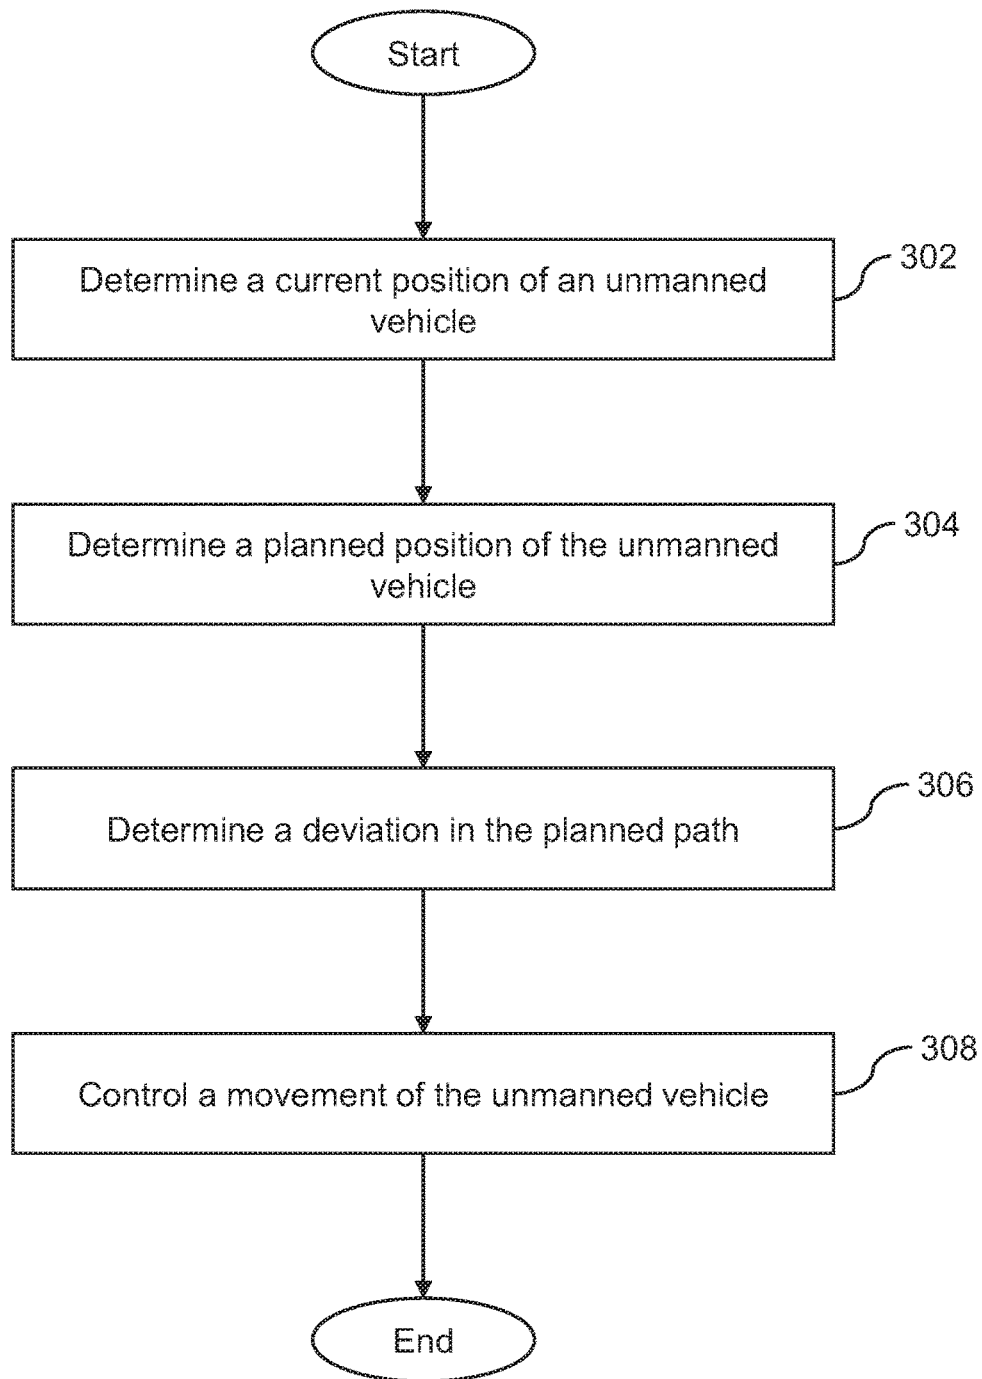 Start
Determine a current position of an unmanned
vehicle
302
Determine a planned position of the unmanned
vehicle
304
Determine a deviation in the planned path
306
Control a movement of the unmanned vehicle
308
End